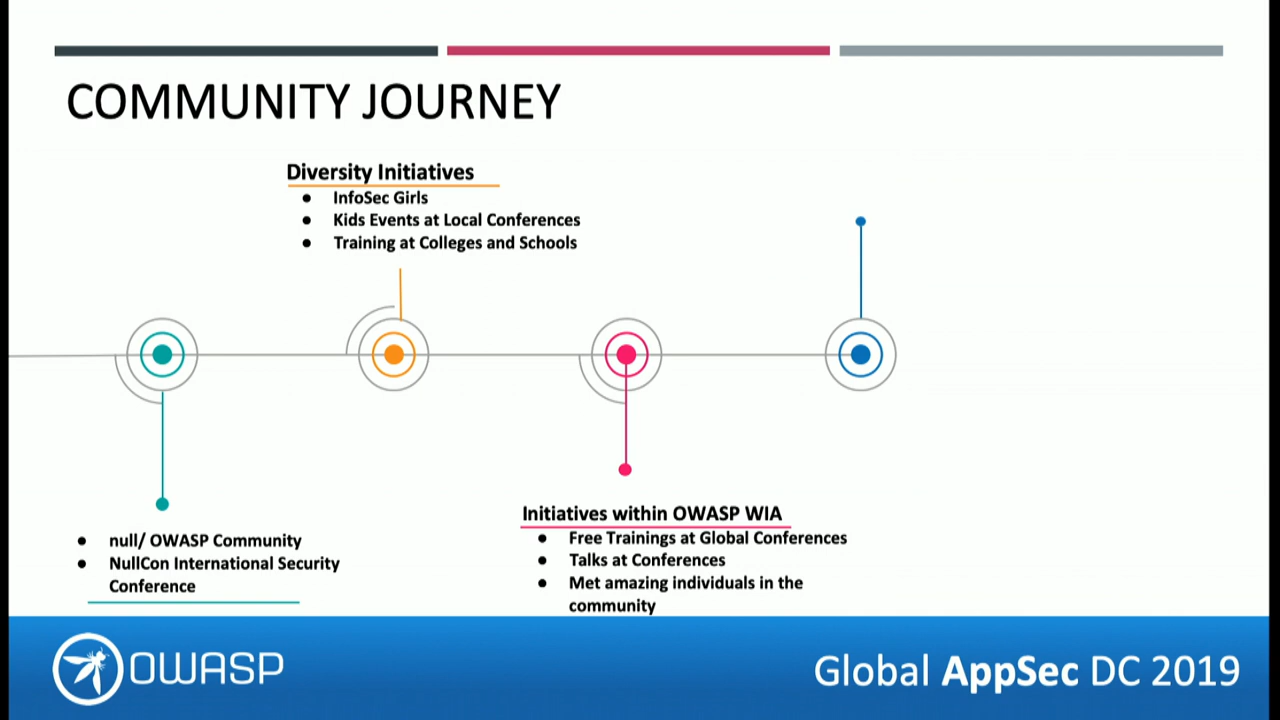 COMMUNITY JOURNEY
Diversity Initiatives
● InfoSec Girls
● Kids Events at Local Conferences
● Training at Colleges and Schools
● null/ OWASP Community
● NullCon International Security
Conference
Initiatives within OWASP WIA
● Free Trainings at Global Conferences
● Talks at Conferences
● Met amazing individuals in the
community
OWASP
Global AppSec DC 2019